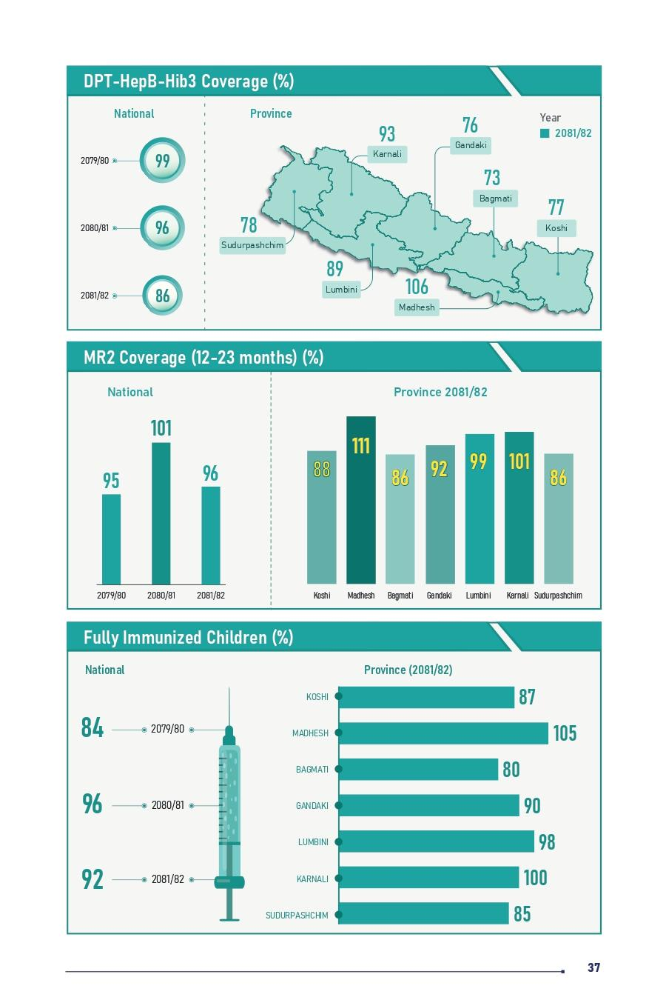 DPT-HepB-Hib3 Coverage (%)
National
Province
Year
2081/82
2079/80
99
2080/81
96
2081/82
86
93
Karnali
76
Gandaki
73
Bagmati
77
Koshi
78
Sudurpashchim
89
Lumbini
106
Madhesh
MR2 Coverage (12-23 months) (%)
National
95
101
96
2079/80 2080/81 2081/82
Province 2081/82
88 111 86 92 99 101 86
Koshi Madhesh Bagmati Gandaki Lumbini Karnali Sudurpashchim
Fully Immunized Children (%)
National
84 2079/80
96 2080/81
92 2081/82
Province (2081/82)
KOSHI 87
MADHESH 105
BAGMATI 80
GANDAKI 90
LUMBINI 98
KARNALI 100
SUDURPASHCHIM 85
37